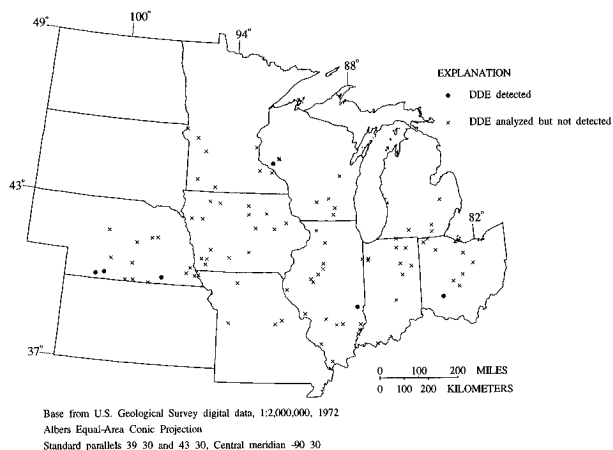 49°
100°
94°
88°
EXPLANATION
• DDE detected
× DDE analyzed but not detected
43°
82°
37°
0 100 200 MILES
0 100 200 KILOMETERS
Base from U.S. Geological Survey digital data, 1:2,000,000, 1972
Albers Equal-Area Conic Projection
Standard parallels 39 30 and 43 30, Central meridian -90 30